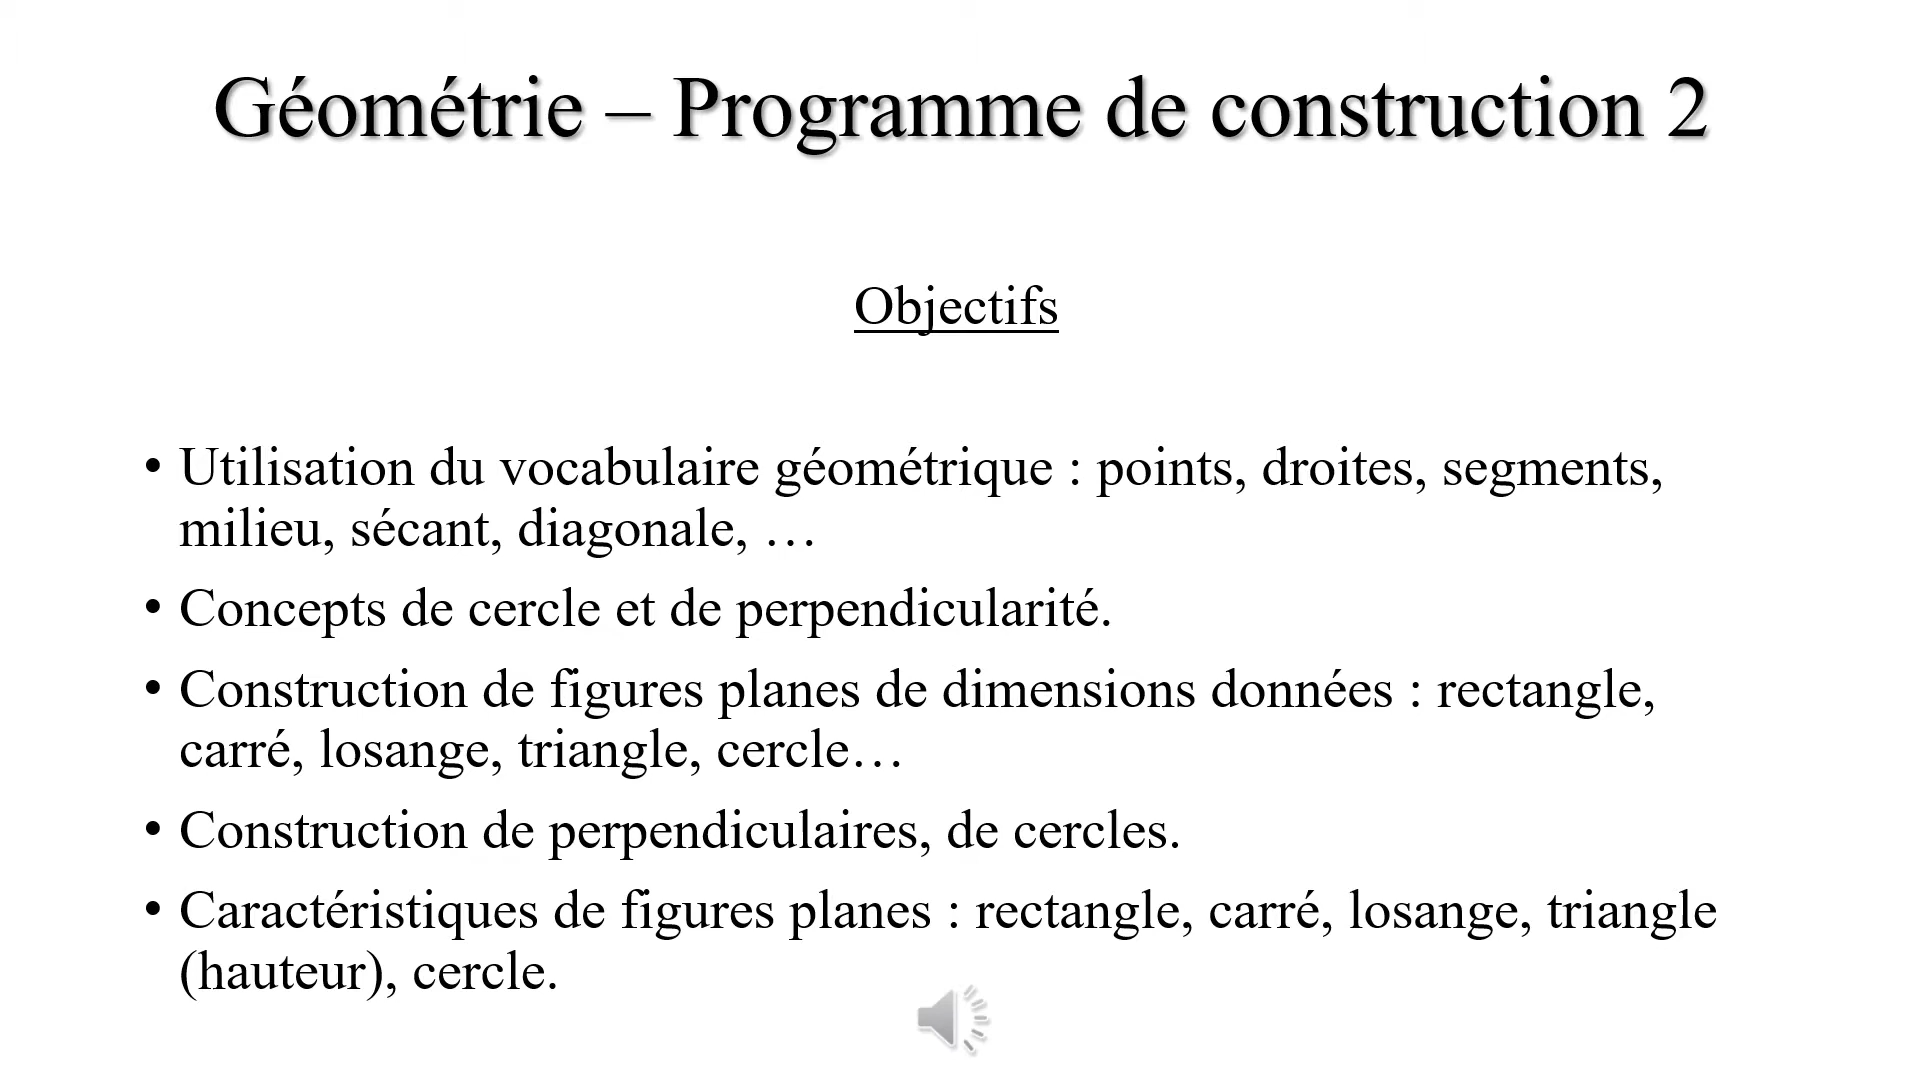 Géométrie – Programme de construction 2
Objectifs
• Utilisation du vocabulaire géométrique : points, droites, segments,
milieu, sécant, diagonale, …
• Concepts de cercle et de perpendicularité.
• Construction de figures planes de dimensions données : rectangle,
carré, losange, triangle, cercle…
• Construction de perpendiculaires, de cercles.
• Caractéristiques de figures planes : rectangle, carré, losange, triangle
(hauteur), cercle.